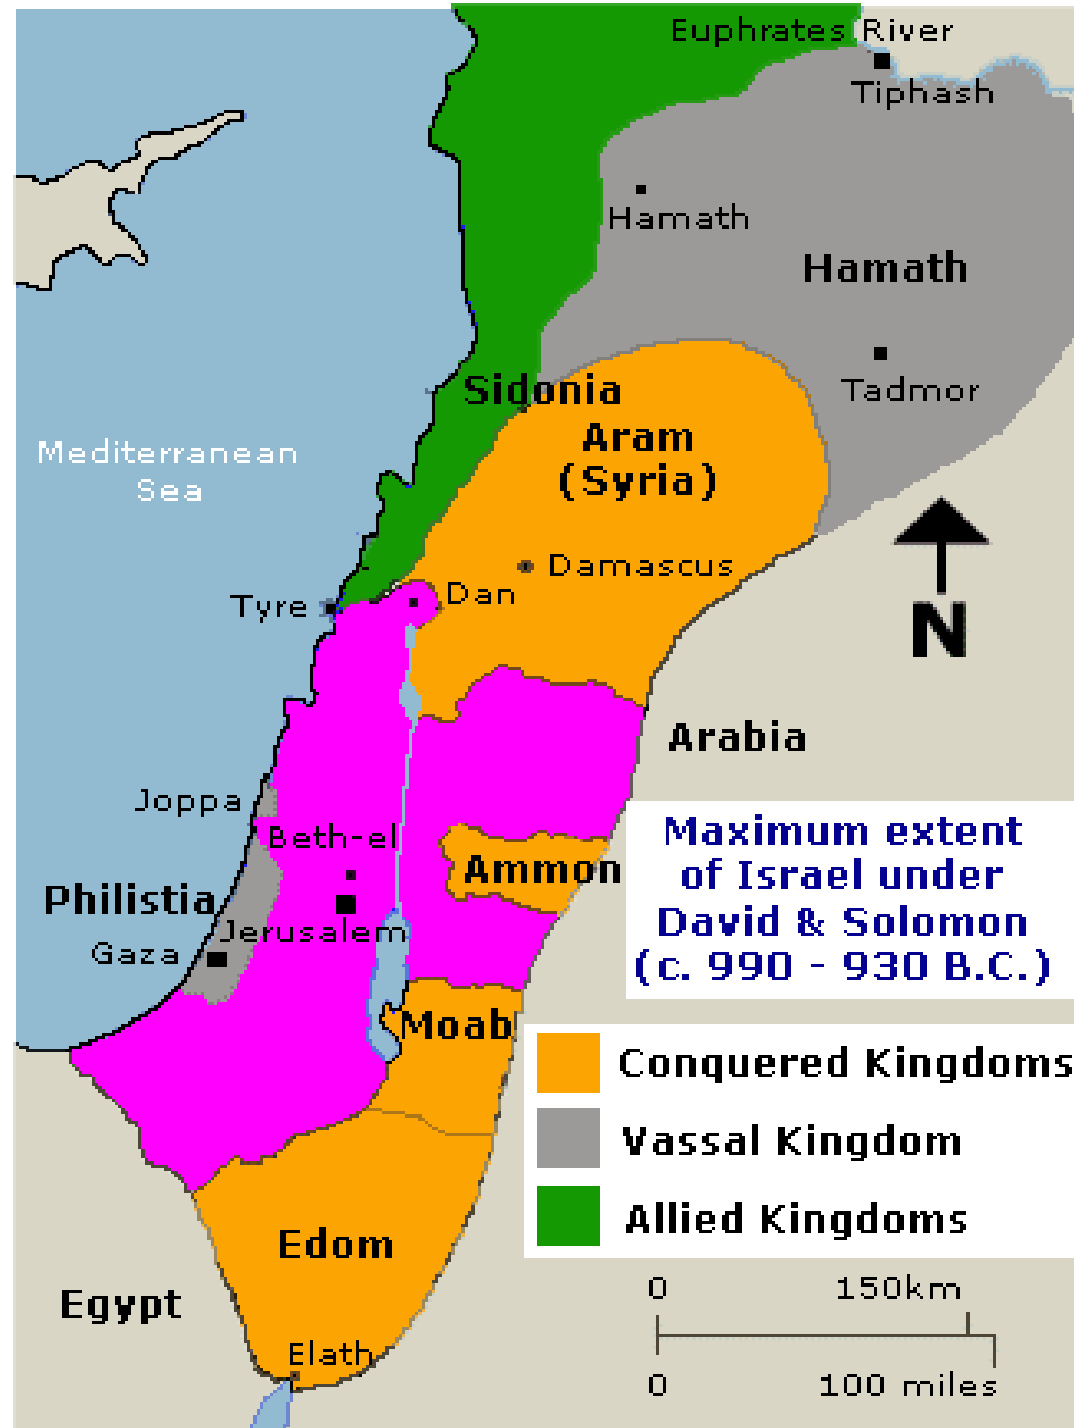 Euphrates River
Tiphash
Hamath
Hamath
Tadmor
Sidonia
Aram
(Syria)
Mediterranean
Sea
Damascus
Dan
Tyre
N
Arabia
Joppa
Beth-el
Ammon
Philistia
Jerusalem
Gaza
Maximum extent
of Israel under
David & Solomon
(c. 990 - 930 B.C.)
Moab
Conquered Kingdoms
Vassal Kingdom
Allied Kingdoms
Edom
Egypt
Elath
0 150km
0 100 miles